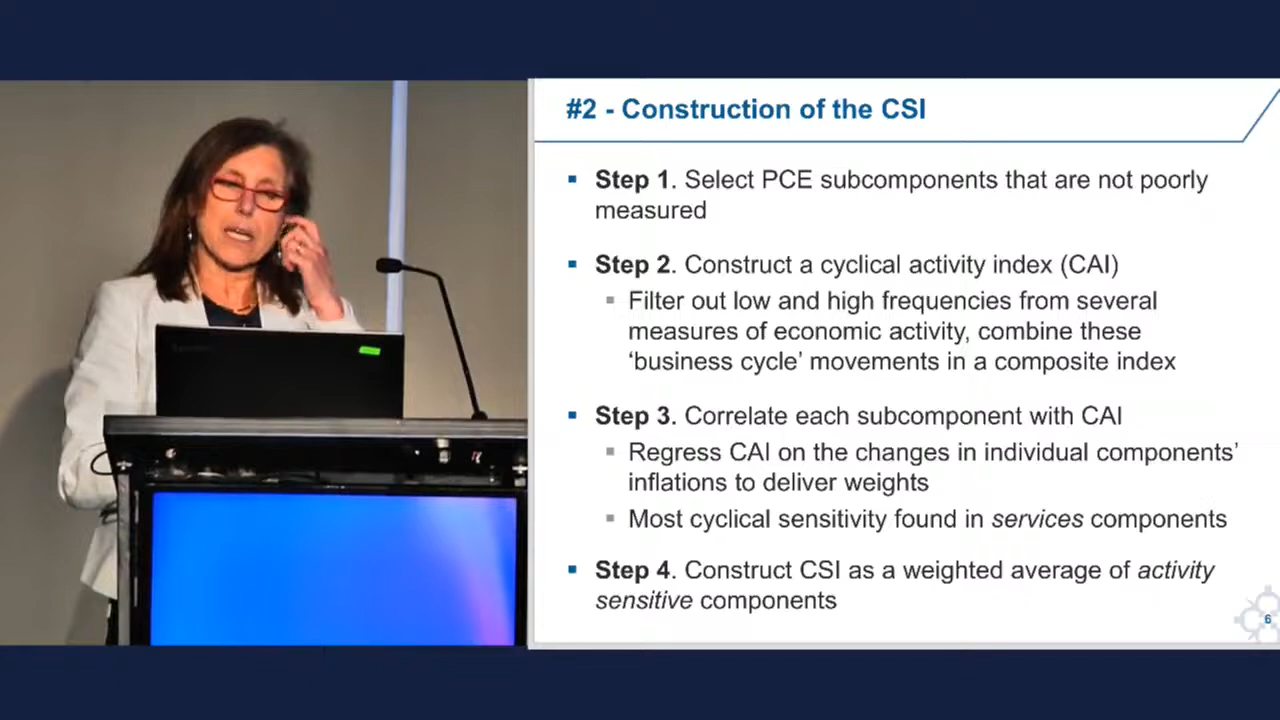 #2 - Construction of the CSI
▪ Step 1. Select PCE subcomponents that are not poorly
measured
▪ Step 2. Construct a cyclical activity index (CAI)
▪ Filter out low and high frequencies from several
measures of economic activity, combine these
‘business cycle’ movements in a composite index
▪ Step 3. Correlate each subcomponent with CAI
▪ Regress CAI on the changes in individual components’
inflations to deliver weights
▪ Most cyclical sensitivity found in services components
▪ Step 4. Construct CSI as a weighted average of activity
sensitive components
6